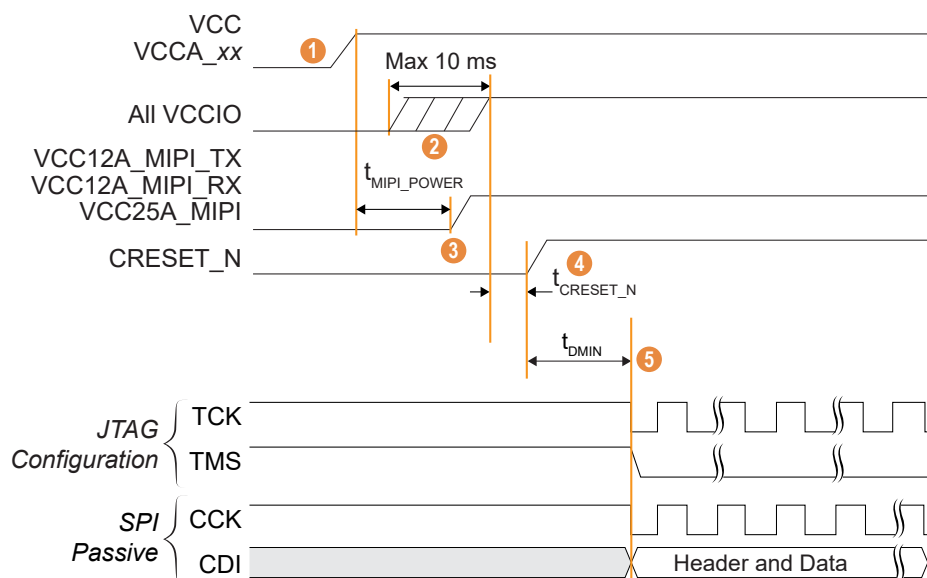 VCC
VCCA_xx
1
Max 10 ms
All VCCIO
2
VCC12A_MIPI_TX
VCC12A_MIPI_RX
VCC25A_MIPI
tMIPI_POWER
3
CRESET_N
4
tCRESET_N
tDMIN
5
JTAG
Configuration
TCK
TMS
SPI
Passive
CCK
CDI
Header and Data